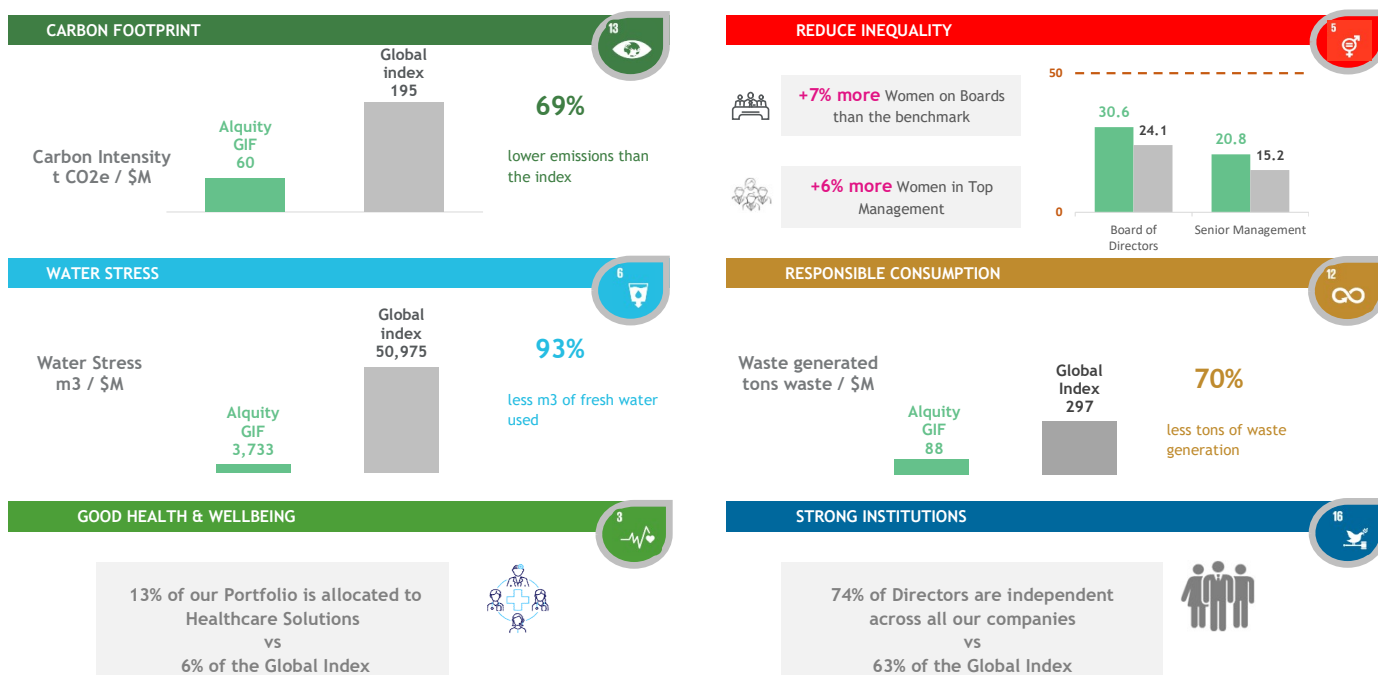 CARBON FOOTPRINT
13
Global
index
195
Alquity
GIF
60
Carbon Intensity
t CO2e / $M
69%
lower emissions than
the index
REDUCE INEQUALITY
5
+7% more Women on Boards
than the benchmark
+6% more Women in Top
Management
50
30.6
24.1
20.8
15.2
0
Board of
Directors
Senior Management
WATER STRESS
6
Global
index
50,975
Water Stress
m3 / $M
Alquity
GIF
3,733
93%
less m3 of fresh water
used
RESPONSIBLE CONSUMPTION
12
Waste generated
tons waste / $M
Global
Index
297
Alquity
GIF
88
70%
less tons of waste
generation
GOOD HEALTH & WELLBEING
3
13% of our Portfolio is allocated to
Healthcare Solutions
vs
6% of the Global Index
STRONG INSTITUTIONS
16
74% of Directors are independent
across all our companies
vs
63% of the Global Index